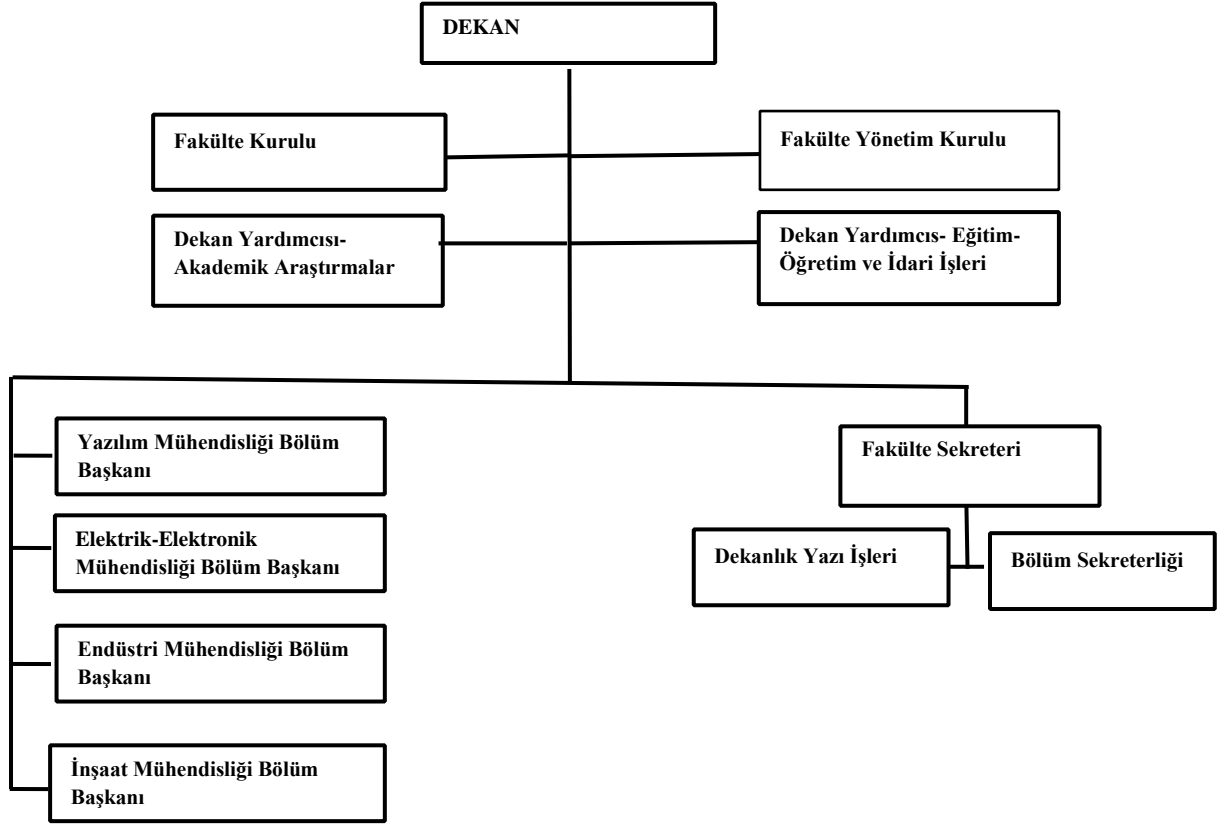 DEKAN
Fakülte Kurulu
Fakülte Yönetim Kurulu
Dekan Yardımcısı-
Akademik Araştırmalar
Dekan Yardımcıs- Eğitim-
Öğretim ve İdari İşleri
Yazılım Mühendisliği Bölüm
Başkanı
Elektrik-Elektronik
Mühendisliği Bölüm Başkanı
Endüstri Mühendisliği Bölüm
Başkanı
İnşaat Mühendisliği Bölüm
Başkanı
Fakülte Sekreteri
Dekanlık Yazı İşleri
Bölüm Sekreterliği